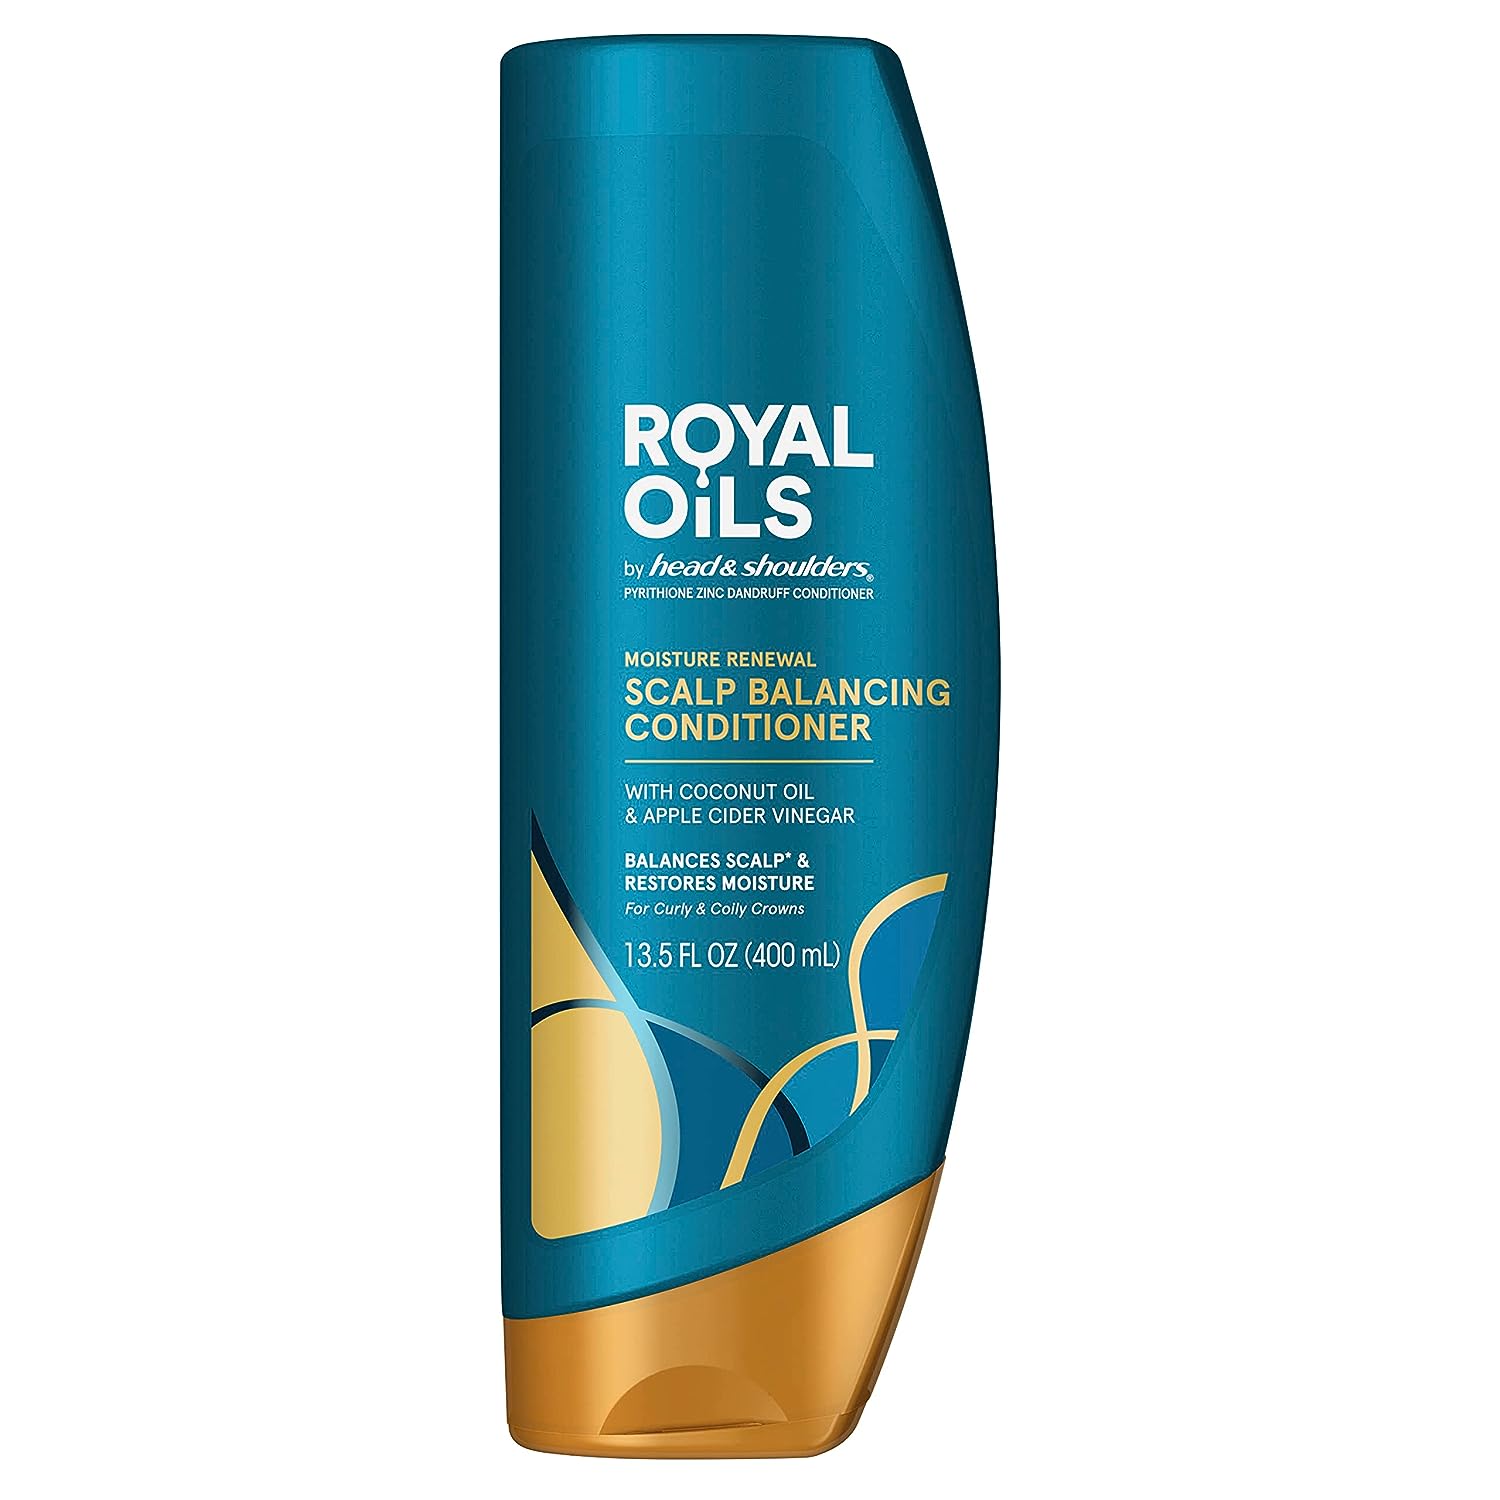 ROYAL
OiLS
by head & shoulders®
PYRITHIONE ZINC DANDRUFF CONDITIONER
MOISTURE RENEWAL
SCALP BALANCING
CONDITIONER
WITH COCONUT OIL
& APPLE CIDER VINEGAR
BALANCES SCALP* &
RESTORES MOISTURE
For Curly & Coily Crowns
13.5 FL OZ (400 mL)